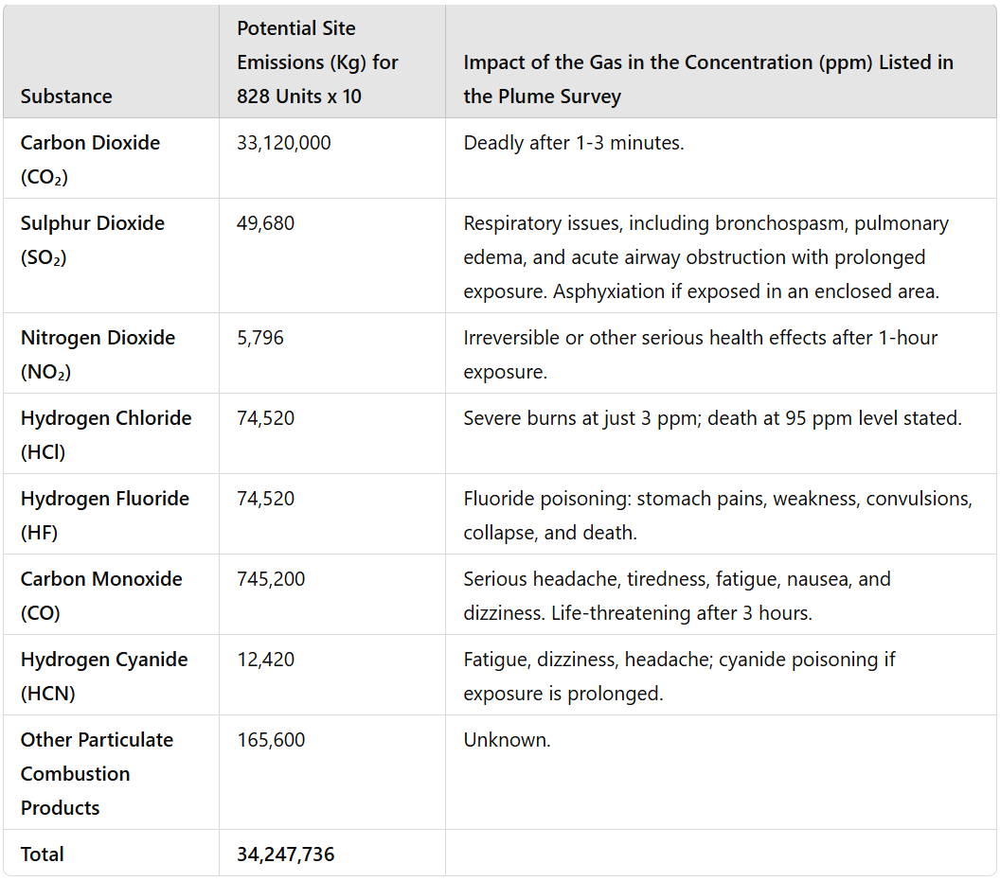 Substance
Potential Site
Emissions (Kg) for
828 Units x 10
Impact of the Gas in the Concentration (ppm) Listed in
the Plume Survey
Carbon Dioxide
(CO₂)
33,120,000
Deadly after 1-3 minutes.
Sulphur Dioxide
(SO₂)
49,680
Respiratory issues, including bronchospasm, pulmonary
edema, and acute airway obstruction with prolonged
exposure. Asphyxiation if exposed in an enclosed area.
Nitrogen Dioxide
(NO₂)
5,796
Irreversible or other serious health effects after 1-hour
exposure.
Hydrogen Chloride
(HCl)
74,520
Severe burns at just 3 ppm; death at 95 ppm level stated.
Hydrogen Fluoride
(HF)
74,520
Fluoride poisoning: stomach pains, weakness, convulsions,
collapse, and death.
Carbon Monoxide
(CO)
745,200
Serious headache, tiredness, fatigue, nausea, and
dizziness. Life-threatening after 3 hours.
Hydrogen Cyanide
(HCN)
12,420
Fatigue, dizziness, headache; cyanide poisoning if
exposure is prolonged.
Other Particulate
Combustion
Products
165,600
Unknown.
Total
34,247,736